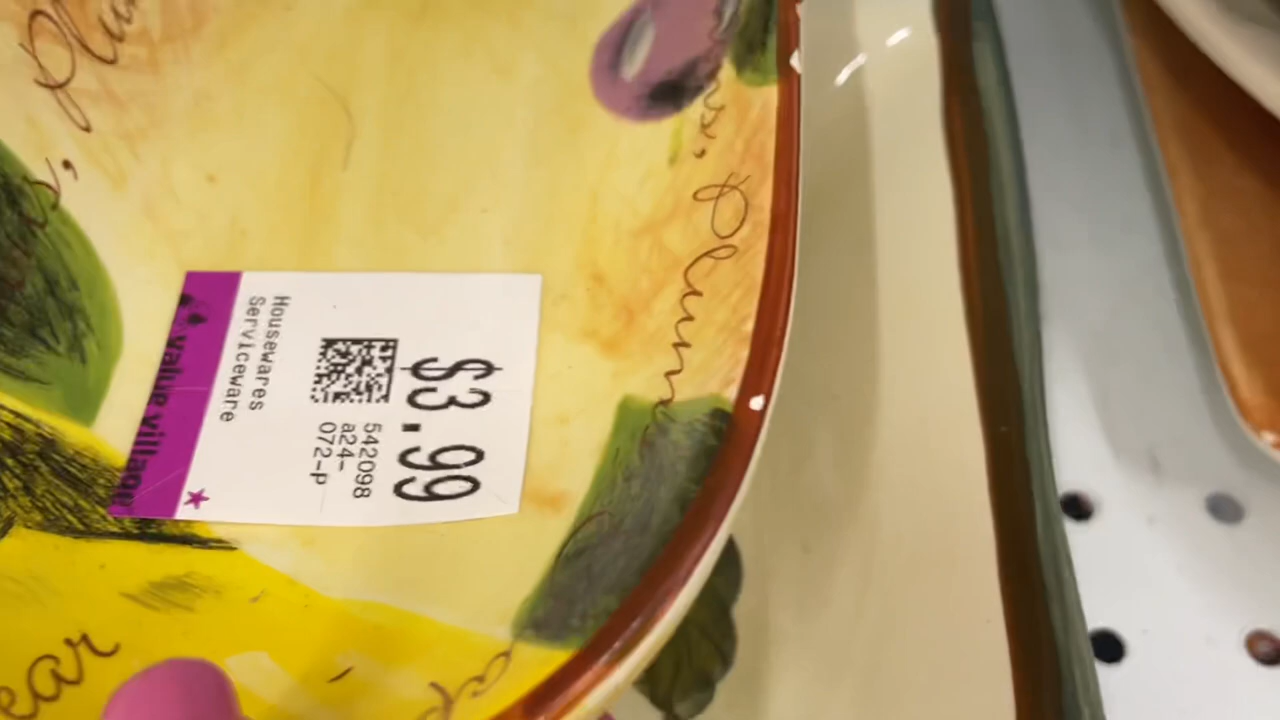 value village
Housewares
Serviceware
$3.99
542098
a24-
072-p
Plum
s, Plum
ear